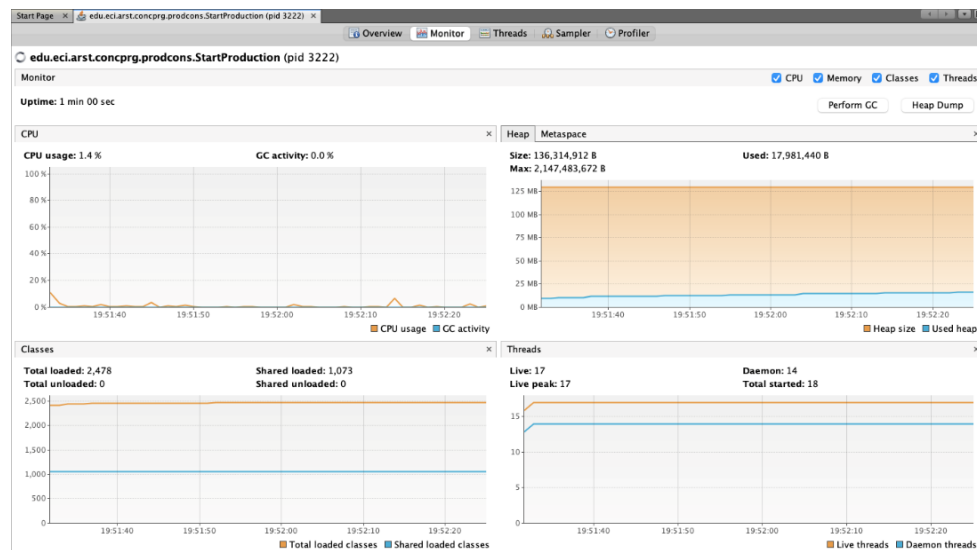 Start Page × edu.eci.arst.concprg.prodcons.StartProduction (pid 3222) ×
Overview Monitor Threads Sampler Profiler
edu.eci.arst.concprg.prodcons.StartProduction (pid 3222)
Monitor CPU Memory Classes Threads
Uptime: 1 min 00 sec
Perform GC Heap Dump
CPU ×
CPU usage: 1.4 % GC activity: 0.0 %
100 %
80 %
60 %
40 %
20 %
0 %
19:51:40 19:51:50 19:52:00 19:52:10 19:52:20
CPU usage GC activity
Heap Metaspace ×
Size: 136,314,912 B Used: 17,981,440 B
Max: 2,147,483,672 B
125 MB
100 MB
75 MB
50 MB
25 MB
0 MB
19:51:40 19:51:50 19:52:00 19:52:10 19:52:20
Heap size Used heap
Classes ×
Total loaded: 2,478 Shared loaded: 1,073
Total unloaded: 0 Shared unloaded: 0
2,500
2,000
1,500
1,000
500
0
19:51:40 19:51:50 19:52:00 19:52:10 19:52:20
Total loaded classes Shared loaded classes
Threads ×
Live: 17 Daemon: 14
Live peak: 17 Total started: 18
15
10
5
0
19:51:40 19:51:50 19:52:00 19:52:10 19:52:20
Live threads Daemon threads